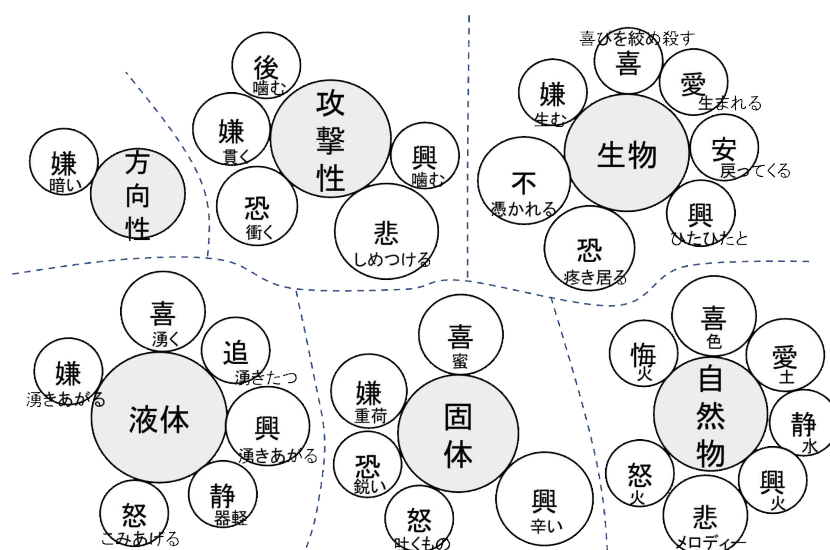 嫌
暗い
方向性
後
噛む
嫌
貫く
恐
衝く
攻撃性
興
噛む
悲
しめつける
喜びを絞め殺す
喜
嫌
生む
愛
生まれる
生物
安
戻ってくる
不
憑かれる
興
ひたひたと
恐
疼き居る
喜
湧く
嫌
湧きあがる
追
湧きたつ
液体
興
湧きあがる
静
器軽
怒
こみあげる
喜
蜜
嫌
重荷
固体
恐
鋭い
怒
吐くもの
興
辛い
喜
色
悔
火
愛
土
自然物
静
水
怒
火
興
火
悲
メロディー